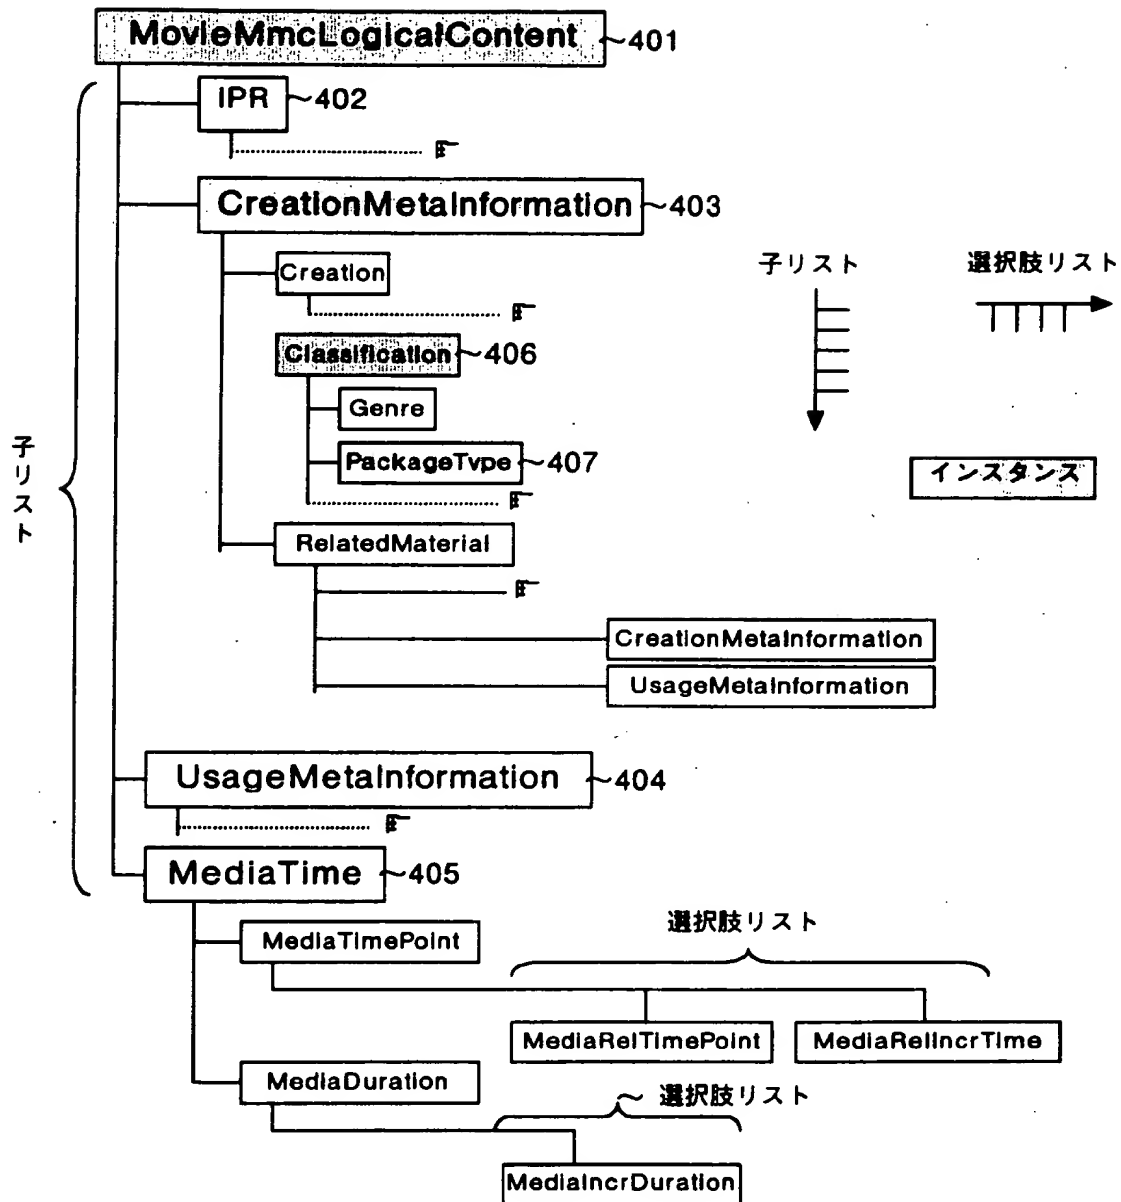 MovieMmcLogicalContent ~401
IPR ~402
CreationMetaInformation ~403
Creation
子リスト
選択肢リスト
Classification ~406
Genre
PackageType ~407
インスタンス
子リスト
RelatedMaterial
CreationMetaInformation
UsageMetaInformation
UsageMetaInformation ~404
MediaTime ~405
MediaTimePoint
選択肢リスト
MediaRelTimePoint
MediaRelIncrTime
MediaDuration
~ 選択肢リスト
MediaIncrDuration